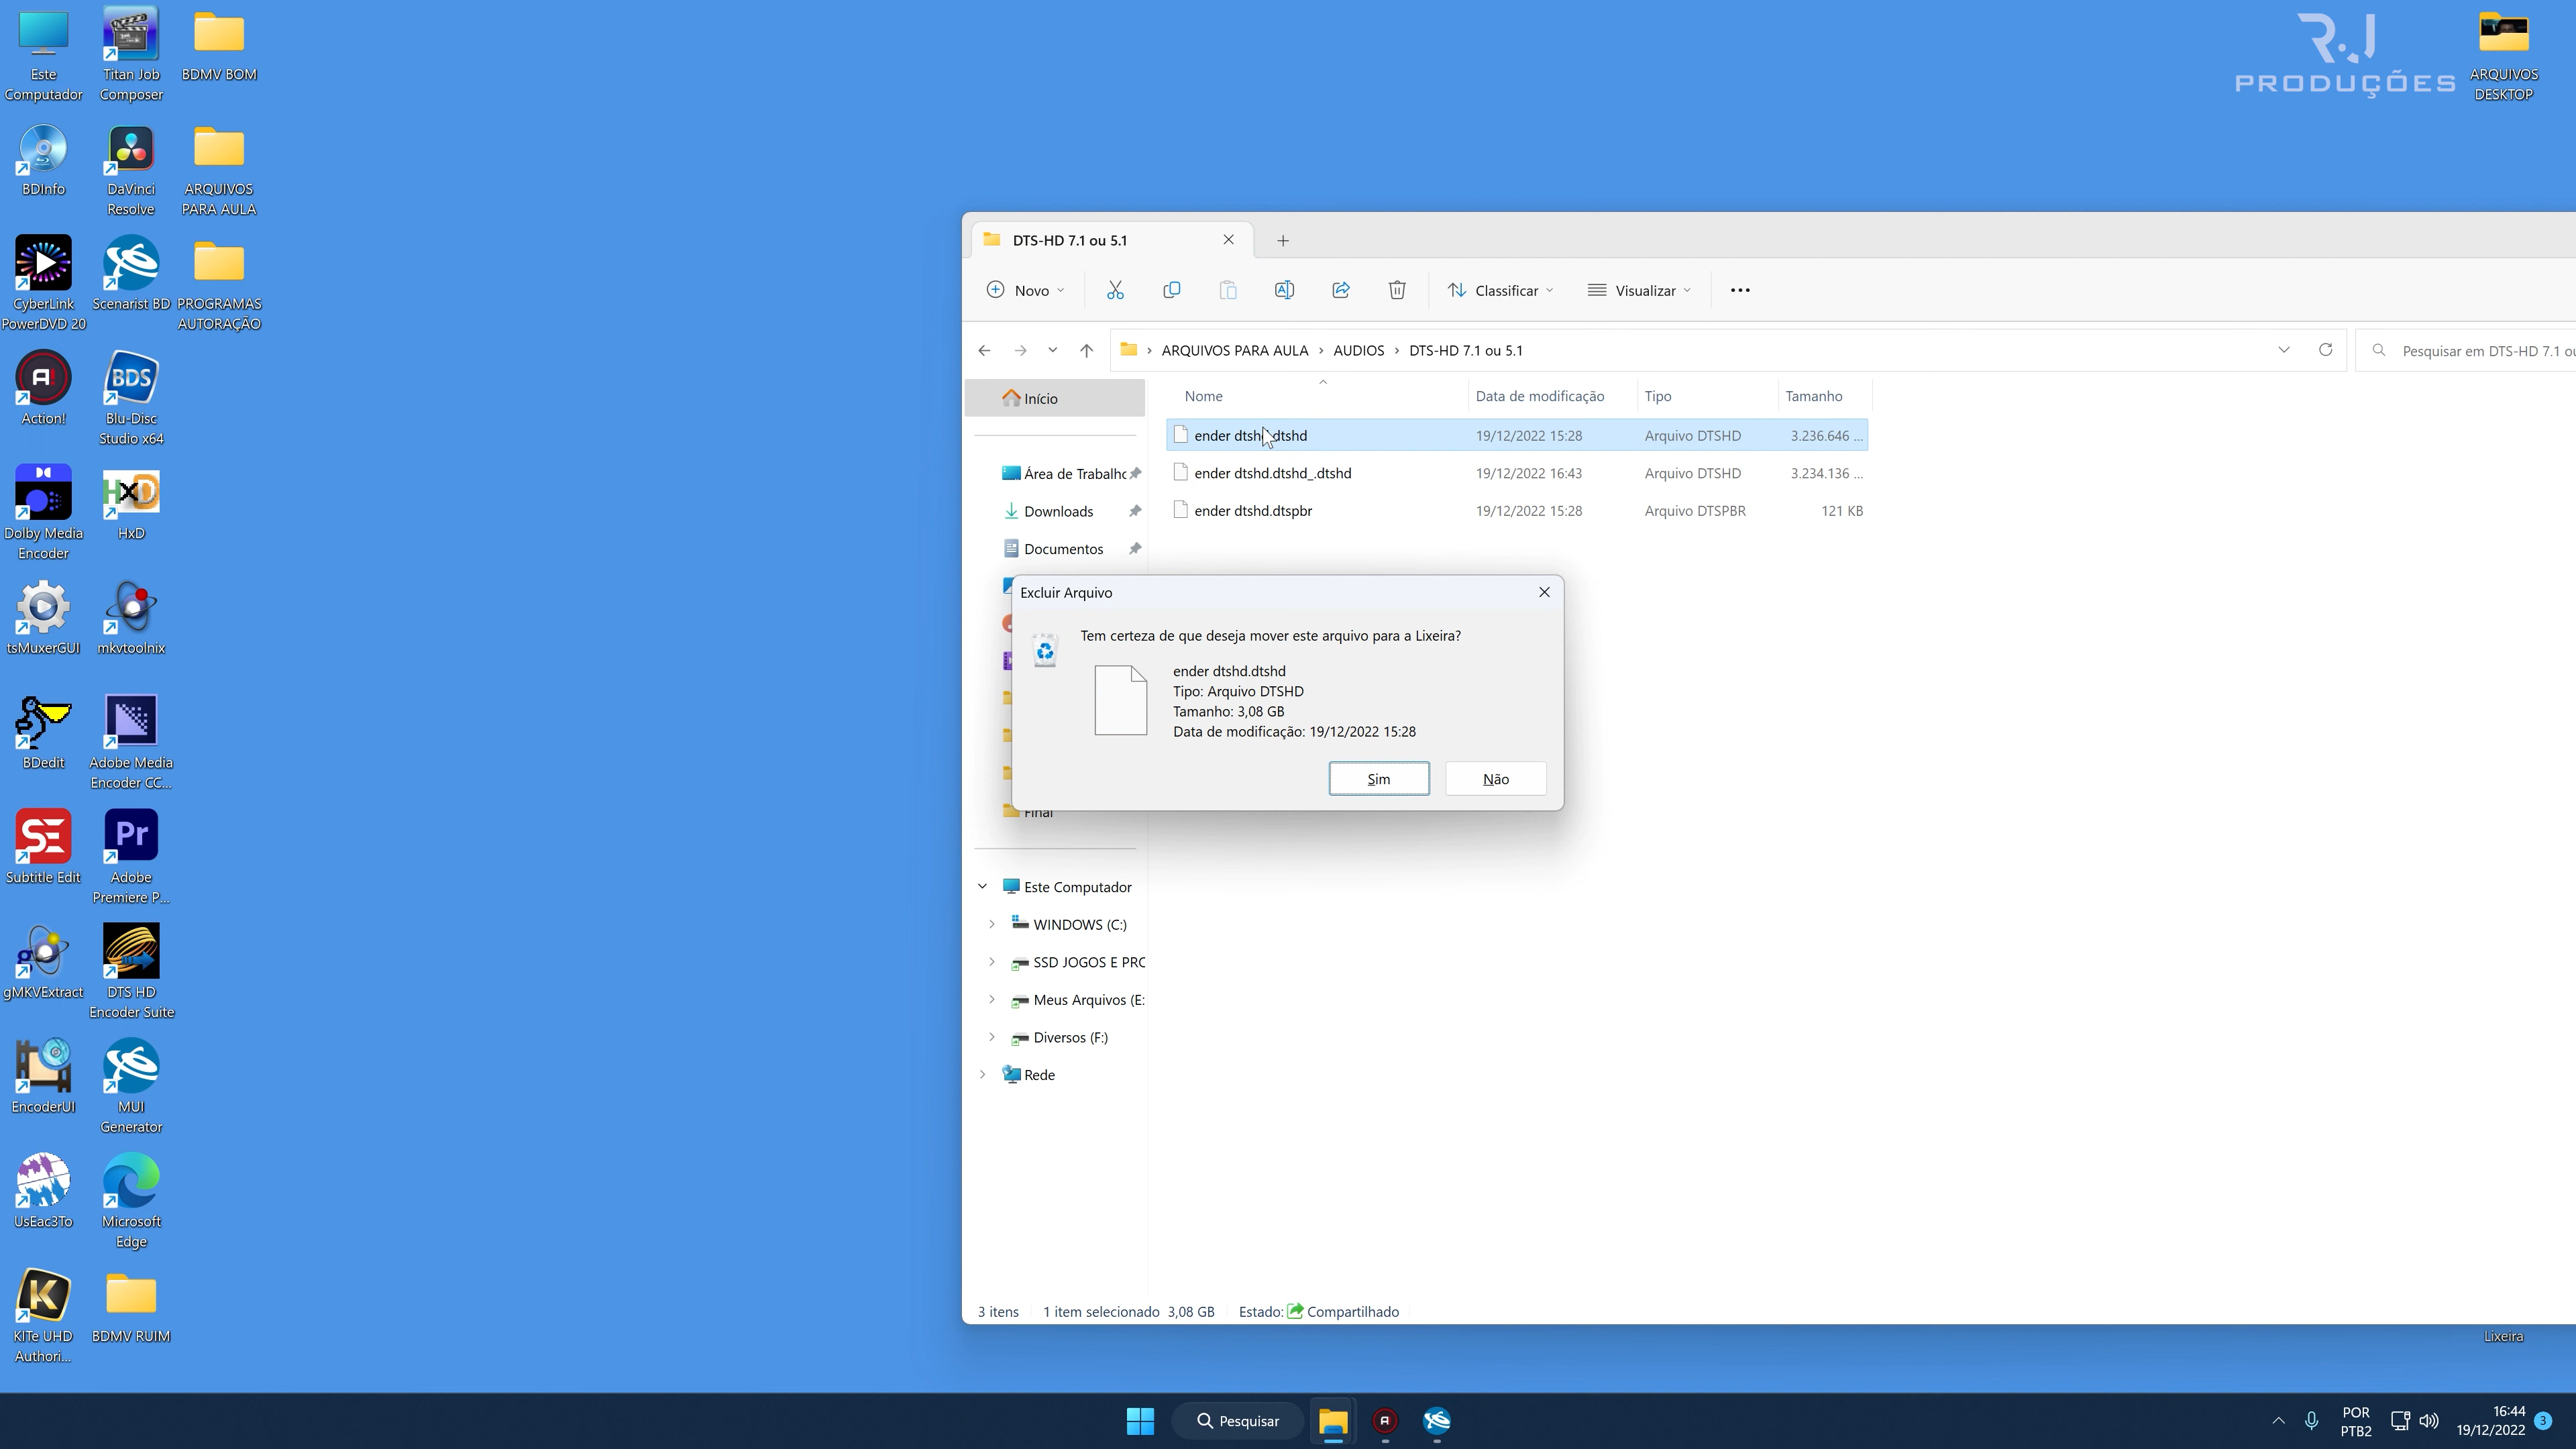 Este
Computador
Titan Job
Composer
BDMV BOM
BDInfo
DaVinci
Resolve
ARQUIVOS
PARA AULA
CyberLink
PowerDVD 20
Scenarist BD
PROGRAMAS
AUTORAÇÃO
Action!
BDS
Blu-Disc
Studio x64
Dolby Media
Encoder
HxD
HxD
tsMuxerGUI
mkvtoolnix
BDedit
Adobe Media
Encoder CC...
SE
Subtitle Edit
Pr
Adobe
Premiere P...
gMKVExtract
DTS HD
Encoder Suite
EncoderUI
MUI
Generator
UsEac3To
Microsoft
Edge
K
KITe UHD
Authori...
BDMV RUIM
R.J
PRODUÇÕES
ARQUIVOS
DESKTOP
DTS-HD 7.1 ou 5.1
Novo
Classificar
Visualizar
ARQUIVOS PARA AULA > AUDIOS > DTS-HD 7.1 ou 5.1
Pesquisar em DTS-HD 7.1 ou
Início
Nome
Data de modificação
Tipo
Tamanho
ender dtshd.dtshd 19/12/2022 15:28 Arquivo DTSHD 3.236.646 ...
ender dtshd.dtshd_.dtshd 19/12/2022 16:43 Arquivo DTSHD 3.234.136 ...
ender dtshd.dtspbr 19/12/2022 15:28 Arquivo DTSPBR 121 KB
Área de Trabalho
Downloads
Documentos
Excluir Arquivo
Tem certeza de que deseja mover este arquivo para a Lixeira?
ender dtshd.dtshd
Tipo: Arquivo DTSHD
Tamanho: 3,08 GB
Data de modificação: 19/12/2022 15:28
Sim
Não
Final
Este Computador
WINDOWS (C:)
SSD JOGOS E PRO
Meus Arquivos (E:
Diversos (F:)
Rede
3 itens 1 item selecionado 3,08 GB Estado: Compartilhado
Lixeira
Pesquisar
POR
PTB2
16:44
19/12/2022
3